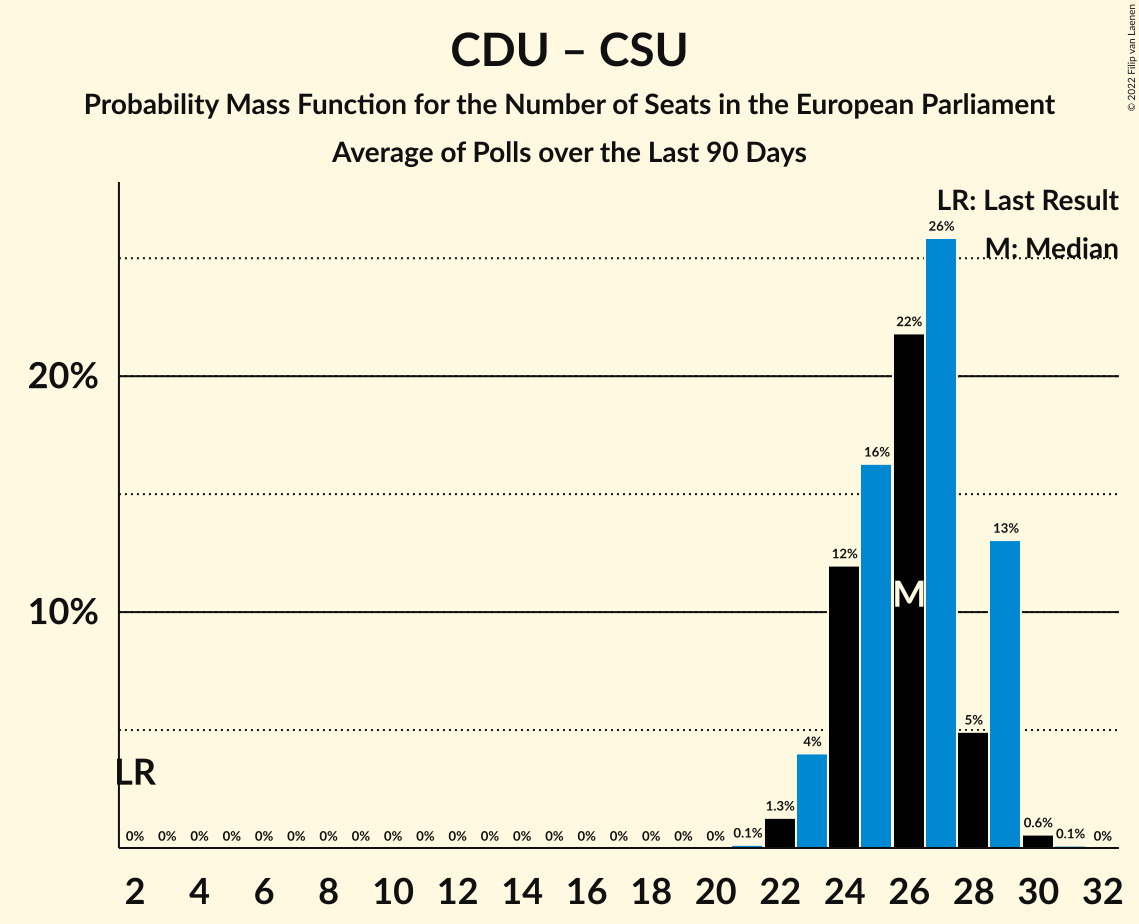 CDU – CSU
Probability Mass Function for the Number of Seats in the European Parliament
Average of Polls over the Last 90 Days
© 2022 Filip van Laenen
LR: Last Result
M: Median
26%
22%
20%
16%
13%
12%
M
10%
5%
4%
LR
1.3%
0.6%
0% 0% 0% 0% 0% 0% 0% 0% 0% 0% 0% 0% 0% 0% 0% 0% 0% 0% 0% 0.1% 0.1% 0%
2 4 6 8 10 12 14 16 18 20 22 24 26 28 30 32